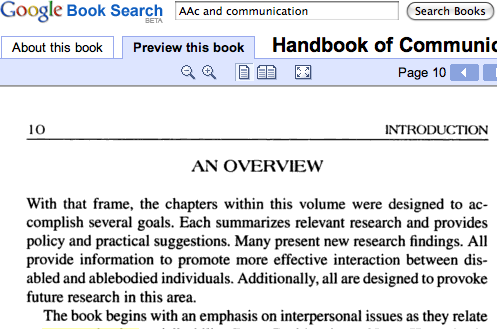 Google Book Search BETA AAc and communication Search Books
About this book Preview this book Handbook of Communic
Page 10
10 INTRODUCTION
AN OVERVIEW
With that frame, the chapters within this volume were designed to ac-
complish several goals. Each summarizes relevant research and provides
policy and practical suggestions. Many present new research findings. All
provide information to promote more effective interaction between dis-
abled and ablebodied individuals. Additionally, all are designed to provoke
future research in this area.
The book begins with an emphasis on interpersonal issues as they relate